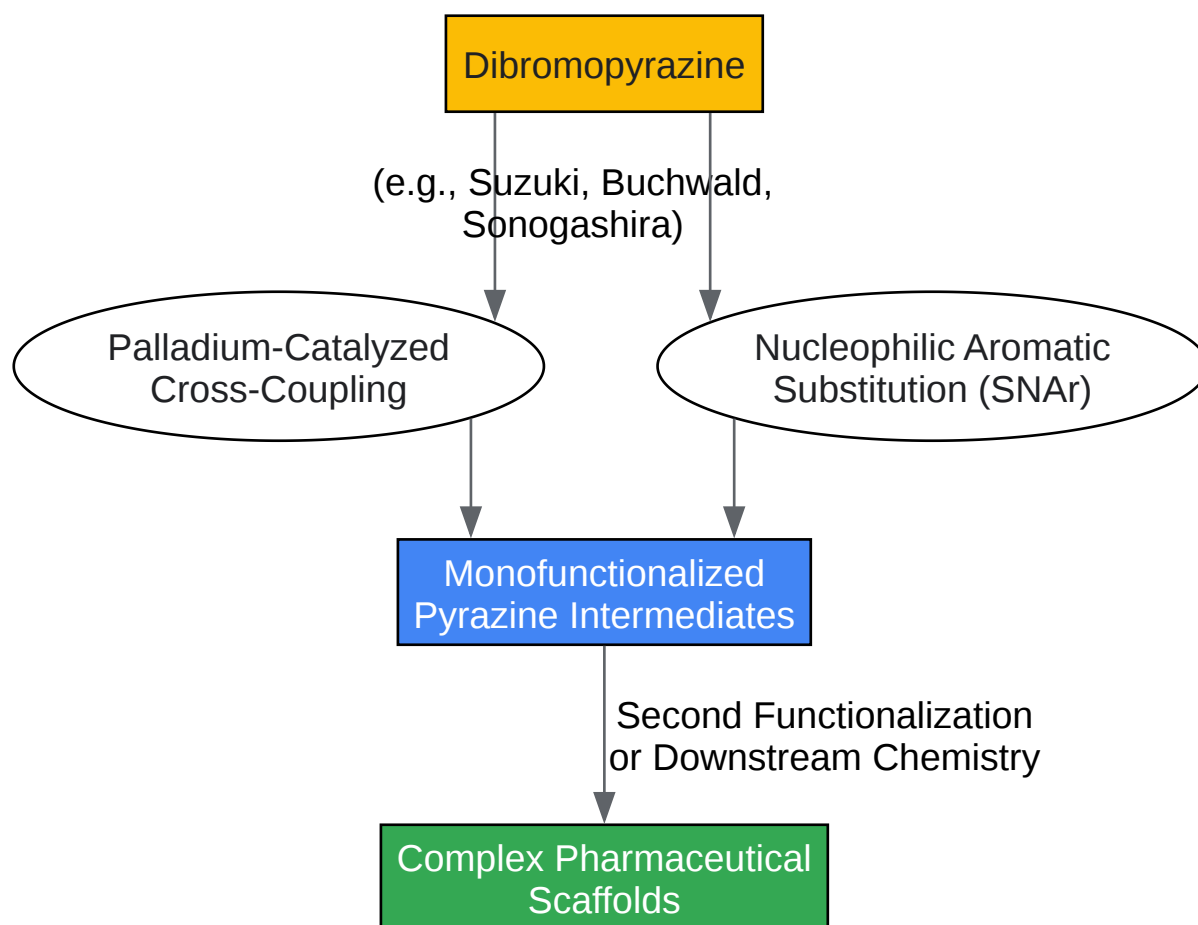 Dibromopyrazine
(e.g., Suzuki, Buchwald,
Sonogashira)
Palladium-Catalyzed
Cross-Coupling
Nucleophilic Aromatic
Substitution (SNAr)
Monofunctionalized
Pyrazine Intermediates
Second Functionalization
or Downstream Chemistry
Complex Pharmaceutical
Scaffolds